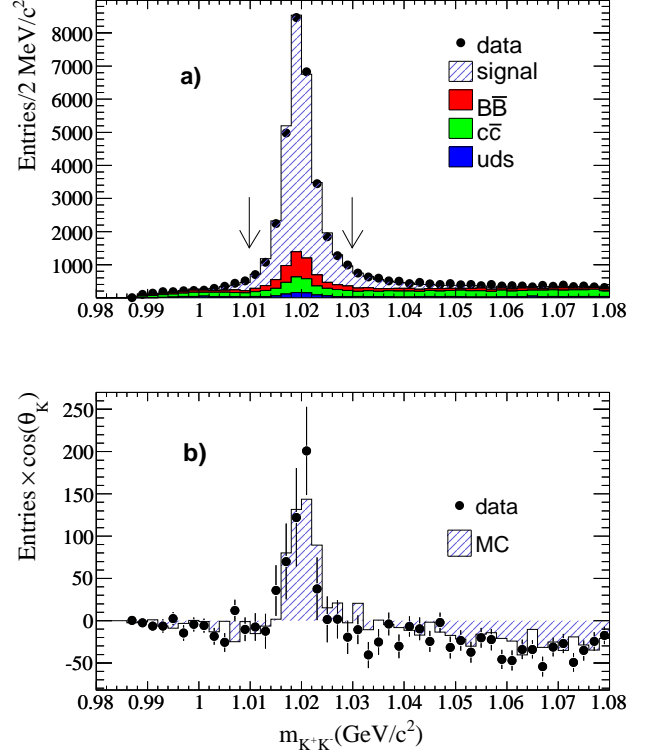 Entries/2 MeV/c²
8000
7000
6000
5000
4000
3000
2000
1000
a)
data
signal
BB̅
cc̅
uds
0.98 0.99 1 1.01 1.02 1.03 1.04 1.05 1.06 1.07 1.08
Entries × cos(θ_K)
250
200
150
100
50
0
-50
b)
data
MC
0.98 0.99 1 1.01 1.02 1.03 1.04 1.05 1.06 1.07 1.08
m_K⁺K⁻(GeV/c²)